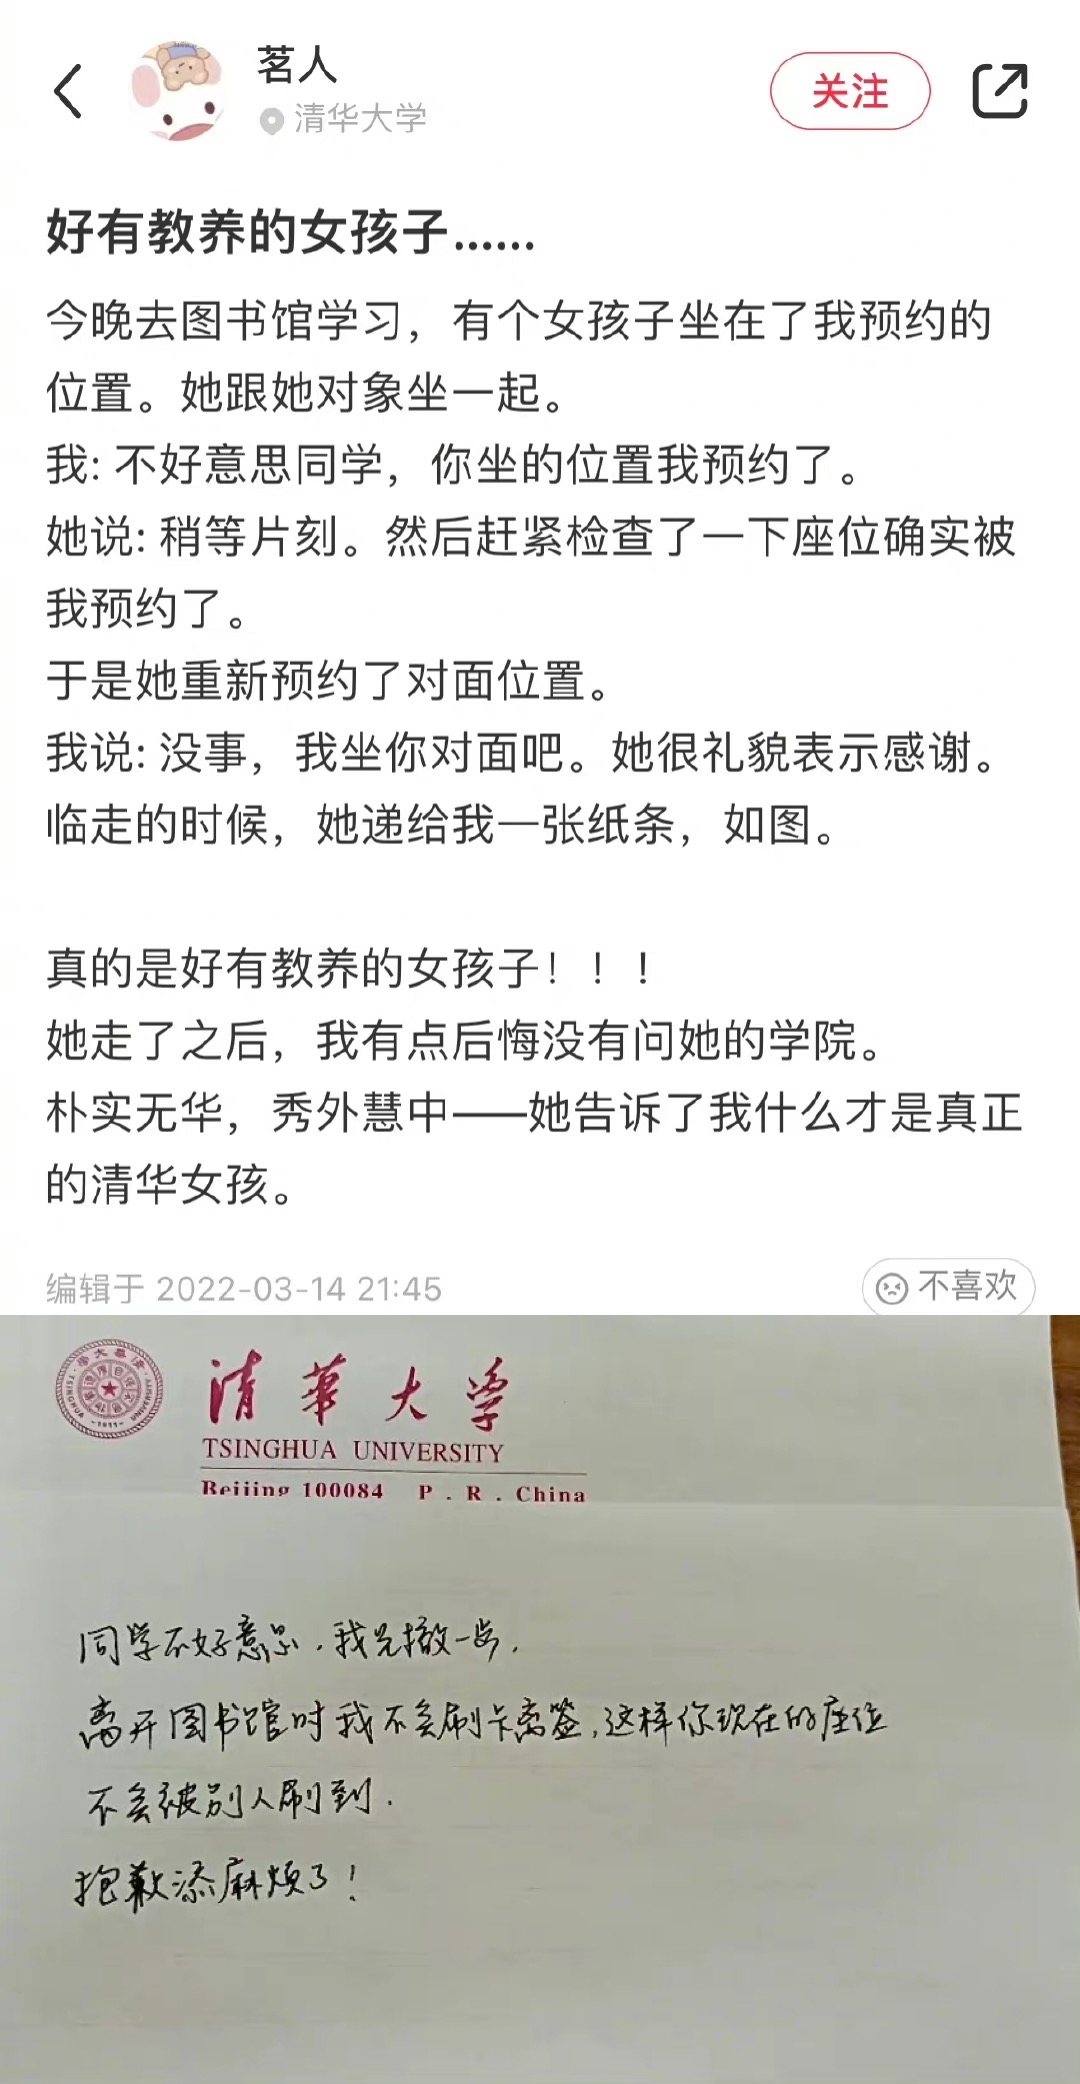 茗人
清华大学
关注
好有教养的女孩子......
今晚去图书馆学习，有个女孩子坐在了我预约的
位置。她跟她对象坐一起。
我: 不好意思同学，你坐的位置我预约了。
她说: 稍等片刻。然后赶紧检查了一下座位确实被
我预约了。
于是她重新预约了对面位置。
我说: 没事，我坐你对面吧。她很礼貌表示感谢。
临走的时候，她递给我一张纸条，如图。
真的是好有教养的女孩子！！！
她走了之后，我有点后悔没有问她的学院。
朴实无华，秀外慧中——她告诉了我什么才是真正
的清华女孩。
编辑于 2022-03-14 21:45
不喜欢
清華大学
TSINGHUA UNIVERSITY
Beijing 100084 P . R . China
同学不好意思，我先撤一步，
离开图书馆时我不会刷卡离签，这样你现在的座位
不会被别人刷到.
抱歉添麻烦了！